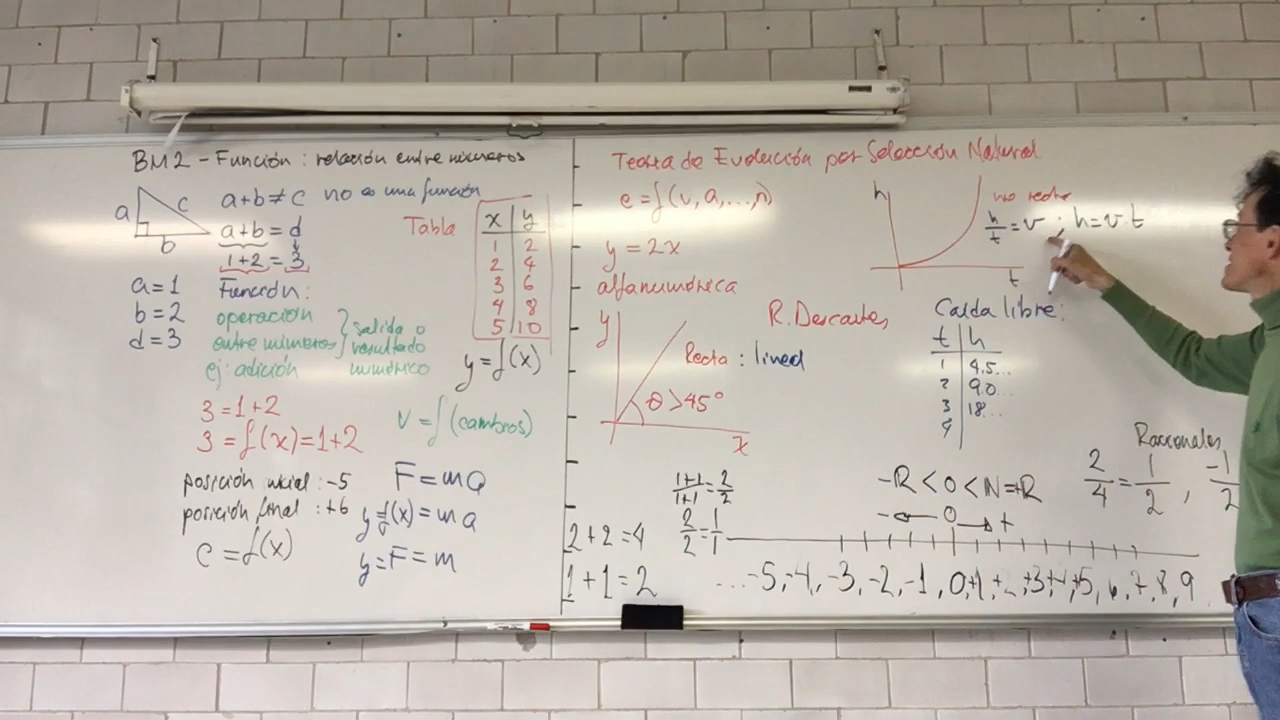 BM2 - Función : relación entre números
a
c
b
a+b≠c no es una función
a+b = d
1+2 = 3
a=1
b=2
d=3
Función:
operación
entre números
ej: adición
salida o
resultado
numérico
Tabla
x | y
1 | 2
2 | 4
3 | 6
4 | 8
5 | 10
y=f(x)
3 = 1+2
3 = f(x) = 1+2
v = f(cambios)
posición inicial : -5
posición final : +6
e = f(x)
F = ma
y f(x) = ma
y = F = m
Teoría de Evolución por Selección Natural
e = f(v, a, ..., n)
y = 2x
alfanumérica
y
Recta : lineal
θ > 45°
x
R. Descartes
h
no recta
h/t = v ; h = v·t
t
Caída libre:
t | h
1 | 4.5...
2 | 9.0...
3 | 18...
4
1+1/1+1 = 2/2
2/2 = 1/1
2+2 = 4
1+1 = 2
-R < 0 < N = +R
- ← 0 → +
Racionales
2/4 = 1/2 , -1/2
... -5, -4, -3, -2, -1, 0, +1, +2, +3, +4, +5, 6, 7, 8, 9